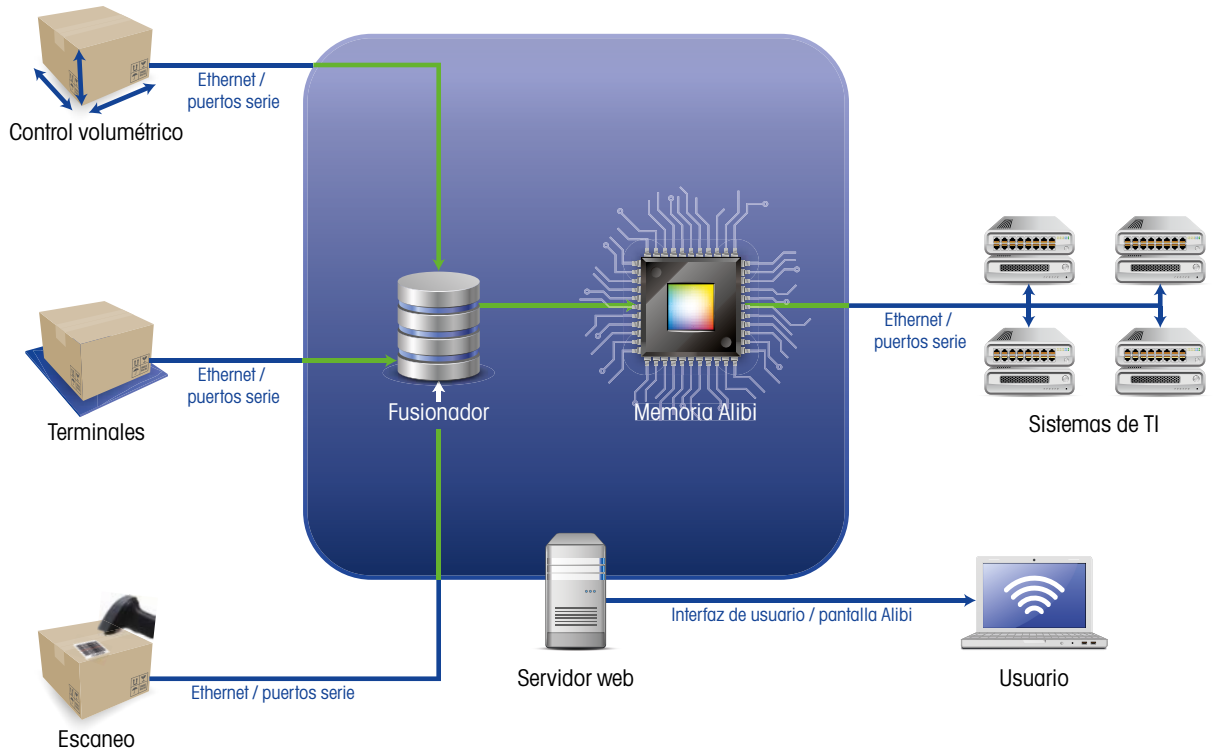 Ethernet /
puertos serie
Control volumétrico
Ethernet /
puertos serie
Terminales
Fusionador
Memoria Alibi
Ethernet /
puertos serie
Sistemas de TI
Interfaz de usuario / pantalla Alibi
Servidor web
Usuario
Ethernet / puertos serie
Escaneo